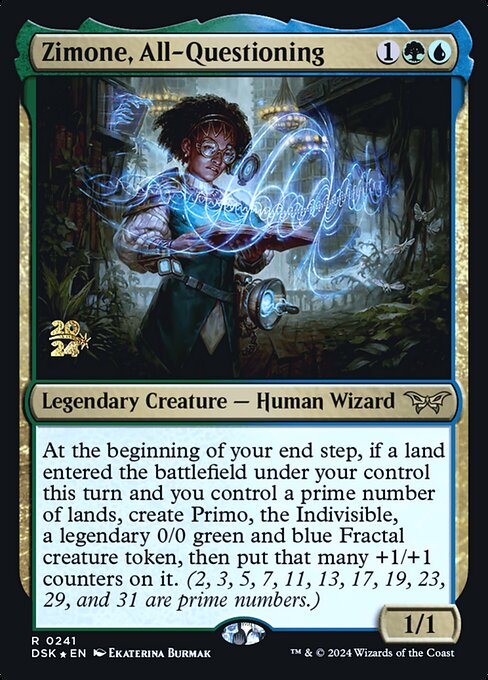 Zimone, All-Questioning 1
2024
Legendary Creature — Human Wizard
At the beginning of your end step, if a land
entered the battlefield under your control
this turn and you control a prime number
of lands, create Primo, the Indivisible,
a legendary 0/0 green and blue Fractal
creature token, then put that many +1/+1
counters on it. (2, 3, 5, 7, 11, 13, 17, 19, 23,
29, and 31 are prime numbers.)
1/1
R 0241
DSK ★ EN Ekaterina Burmak
™ & © 2024 Wizards of the Coast